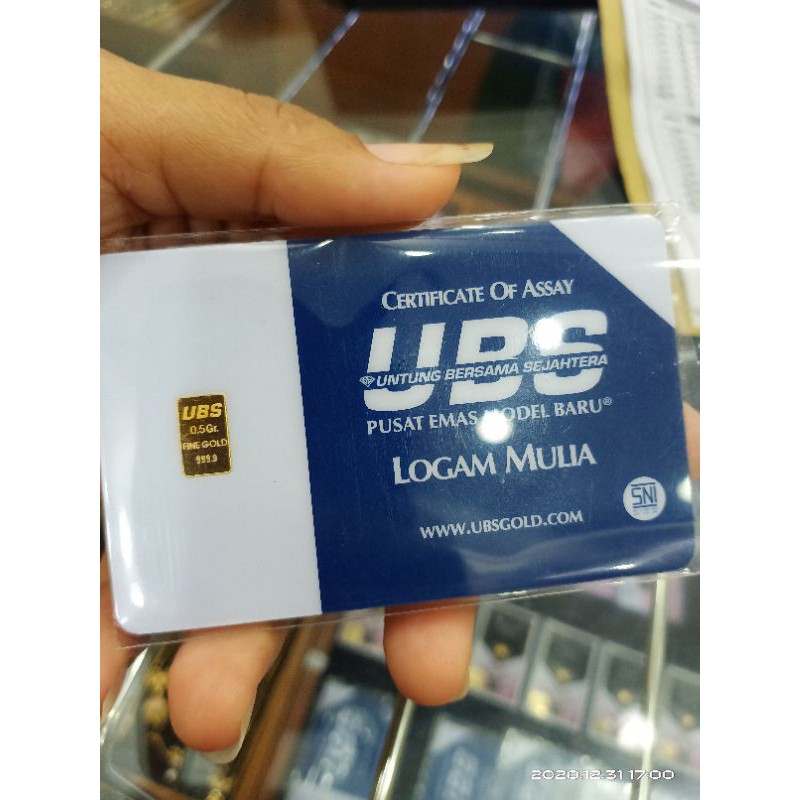 CERTIFICATE OF ASSAY
UBS
UNTUNG BERSAMA SEJAHTERA
PUSAT EMAS MODEL BARU®
LOGAM MULIA
SNI
WWW.UBSGOLD.COM
UBS
0.5Gr.
FINE GOLD
999.9
2020.12.31 17:00